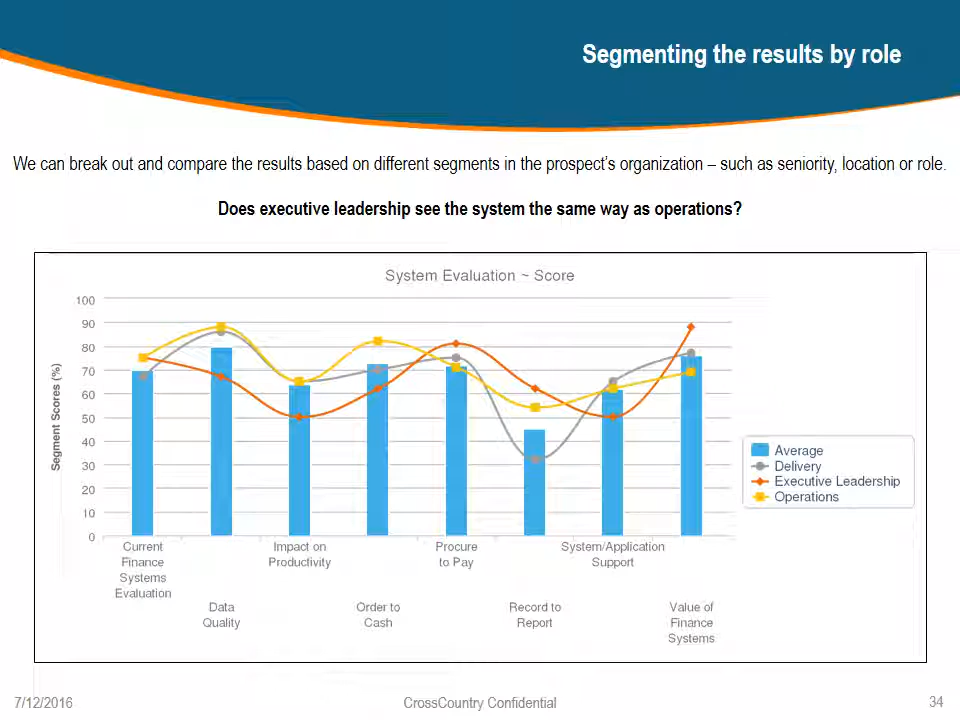 Segmenting the results by role
We can break out and compare the results based on different segments in the prospect's organization – such as seniority, location or role.
Does executive leadership see the system the same way as operations?
System Evaluation ~ Score
Segment Scores (%)
100
90
80
70
60
50
40
30
20
10
0
Current
Finance
Systems
Evaluation
Data
Quality
Impact on
Productivity
Order to
Cash
Procure
to Pay
Record to
Report
System/Application
Support
Value of
Finance
Systems
Average
Delivery
Executive Leadership
Operations
7/12/2016
CrossCountry Confidential
34